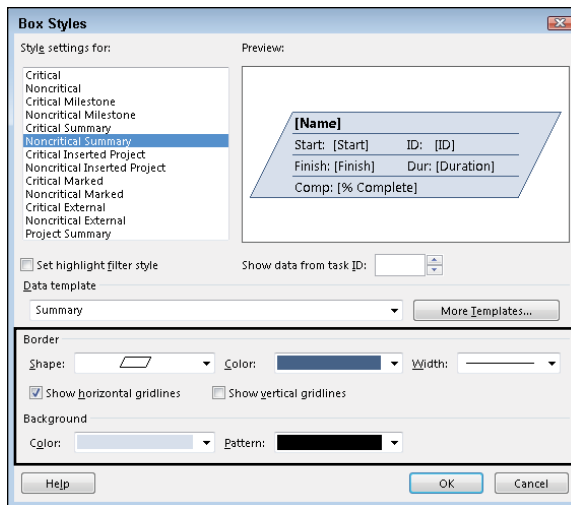 Box Styles
Style settings for:
Preview:
Critical
Noncritical
Critical Milestone
Noncritical Milestone
Critical Summary
Noncritical Summary
Critical Inserted Project
Noncritical Inserted Project
Critical Marked
Noncritical Marked
Critical External
Noncritical External
Project Summary
[Name]
Start: [Start] ID: [ID]
Finish: [Finish] Dur: [Duration]
Comp: [% Complete]
Set highlight filter style
Show data from task ID:
Data template
Summary
More Templates...
Border
Shape:
Color:
Width:
Show horizontal gridlines
Show vertical gridlines
Background
Color:
Pattern:
Help
OK
Cancel